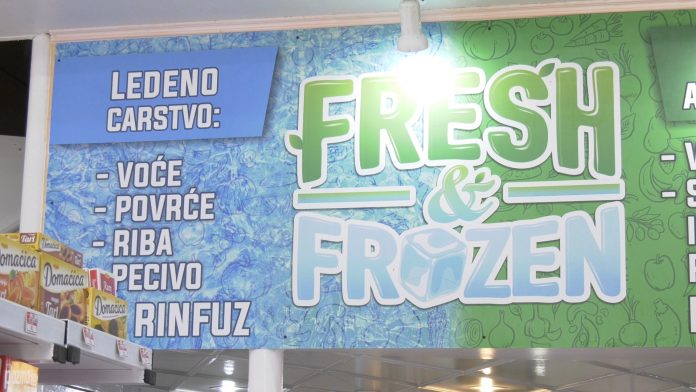 LEDENO
CARSTVO:
- VOĆE
- POVRĆE
- RIBA
PECIVO
RINFUZ
FRESH
&
FROZEN
Domaćica
Domaćica
Domaćica